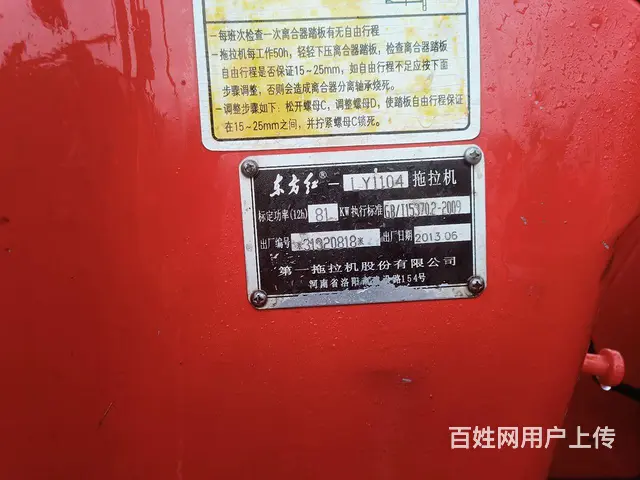 －每班次检查一次离合器踏板有无自由行程
－拖拉机每工作50h，轻轻下压离合器踏板，检查离合器踏板
自由行程是否保证15～25mm，如自由行程不足应按下面
步骤调整，否则会造成离合器分离轴承烧死。
－调整步骤如下：松开螺母C，调整螺母D，使踏板自由行程保证
在15～25mm之间，并拧紧螺母C锁死。
东方红®－LY1104 拖拉机
标定功率(12h) 81 KW 执行标准 GB/T15370.2-2009
出厂编号 *31320818* 出厂日期 2013 06
第一拖拉机股份有限公司
河南省洛阳 建设路154号
百姓网用户上传